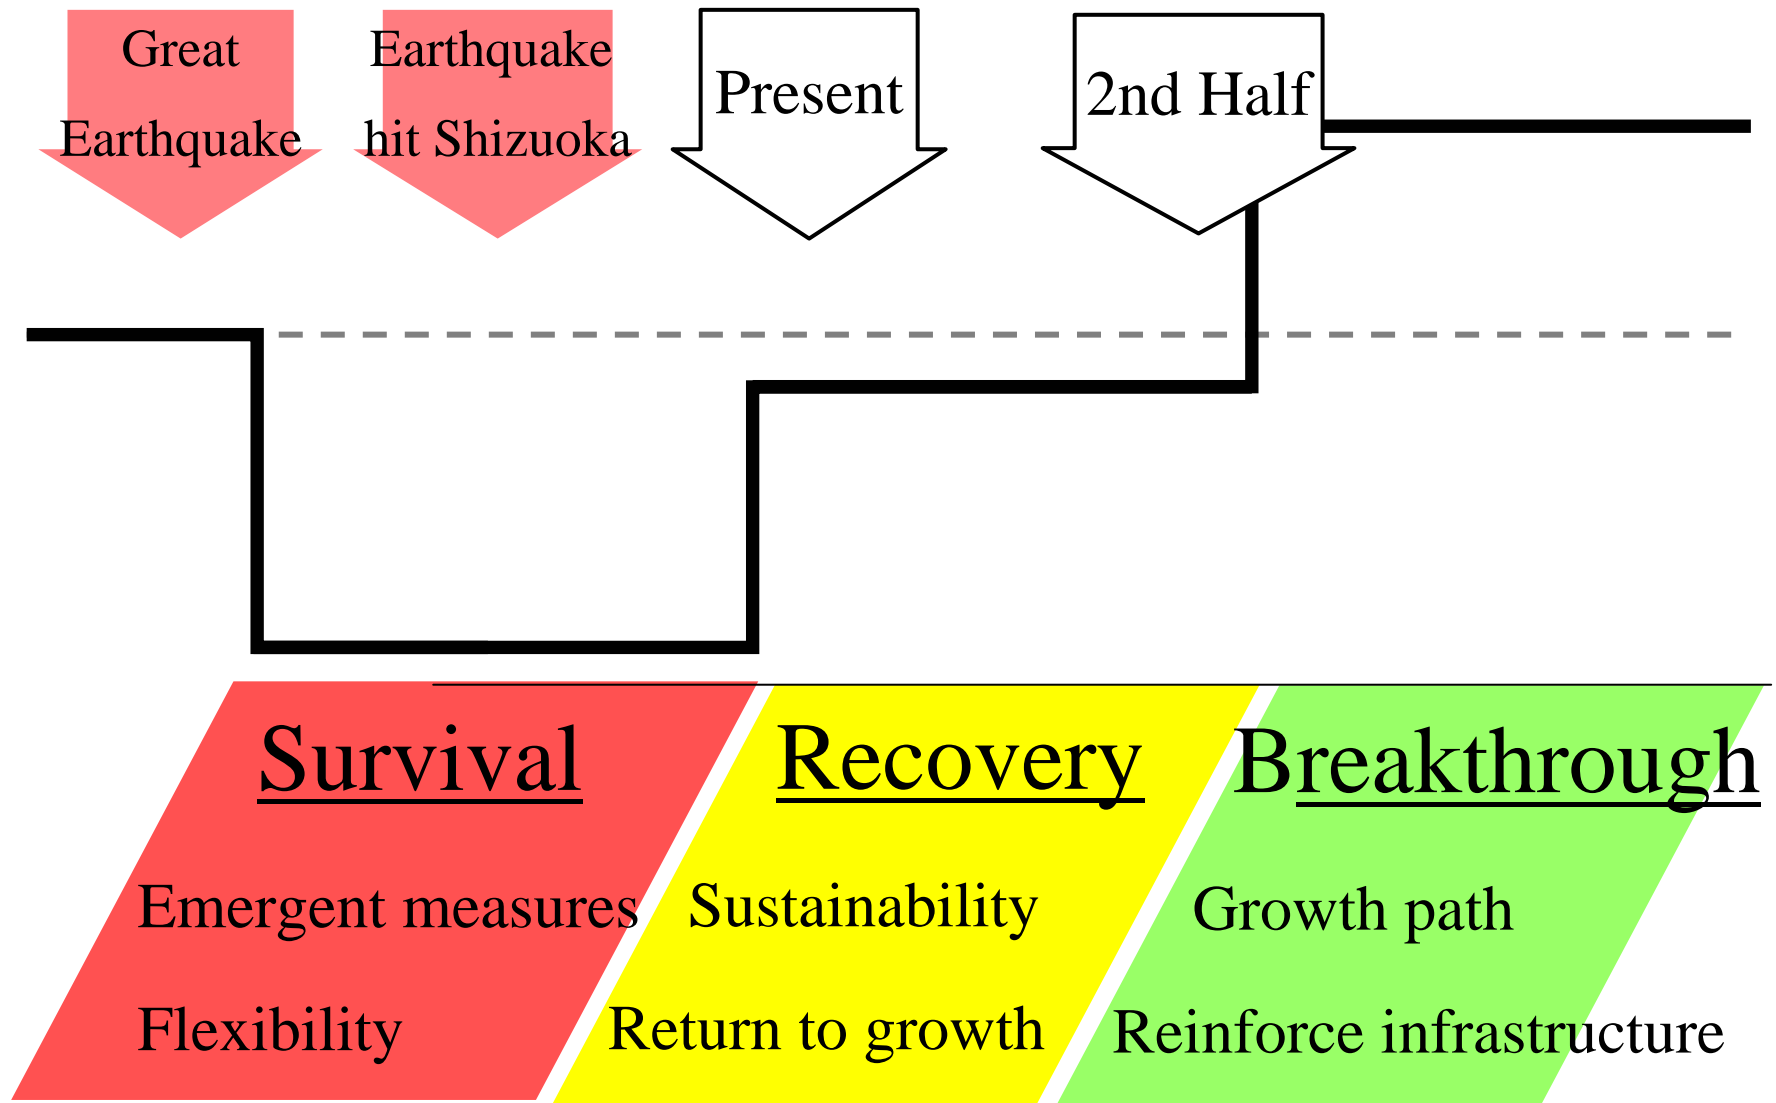 Great
Earthquake
Earthquake
hit Shizuoka
Present
2nd Half
Survival
Emergent measures
Flexibility
Recovery
Sustainability
Return to growth
Breakthrough
Growth path
Reinforce infrastructure